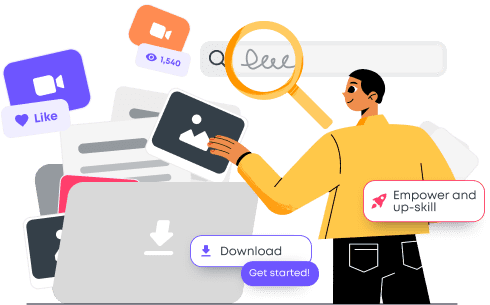 1,540
Like
Empower and
up-skill
Download
Get started!